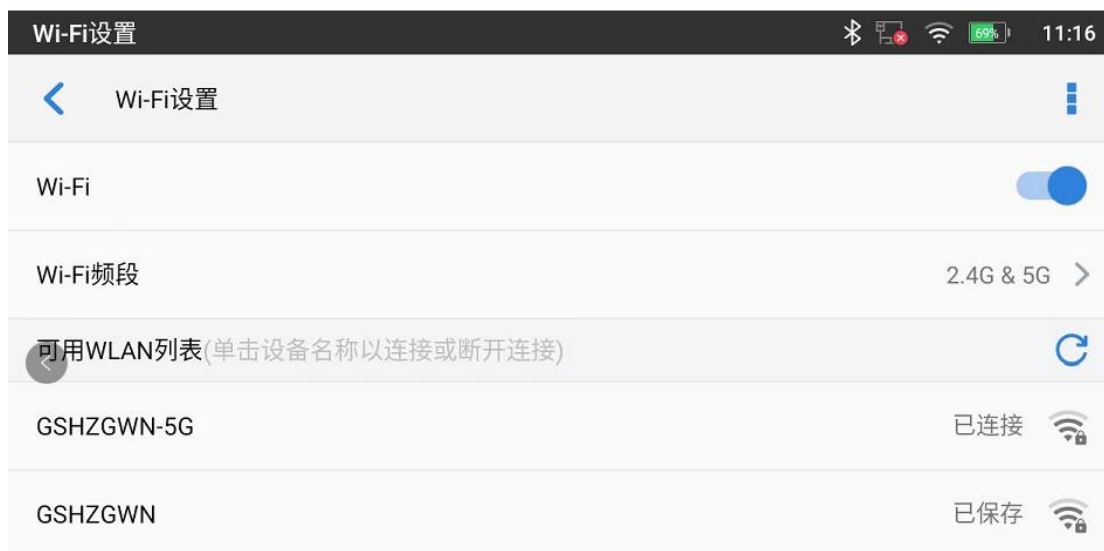 Wi-Fi设置 69% 11:16
Wi-Fi设置
Wi-Fi
Wi-Fi频段 2.4G & 5G
可用WLAN列表(单击设备名称以连接或断开连接)
GSHZGWN-5G 已连接
GSHZGWN 已保存